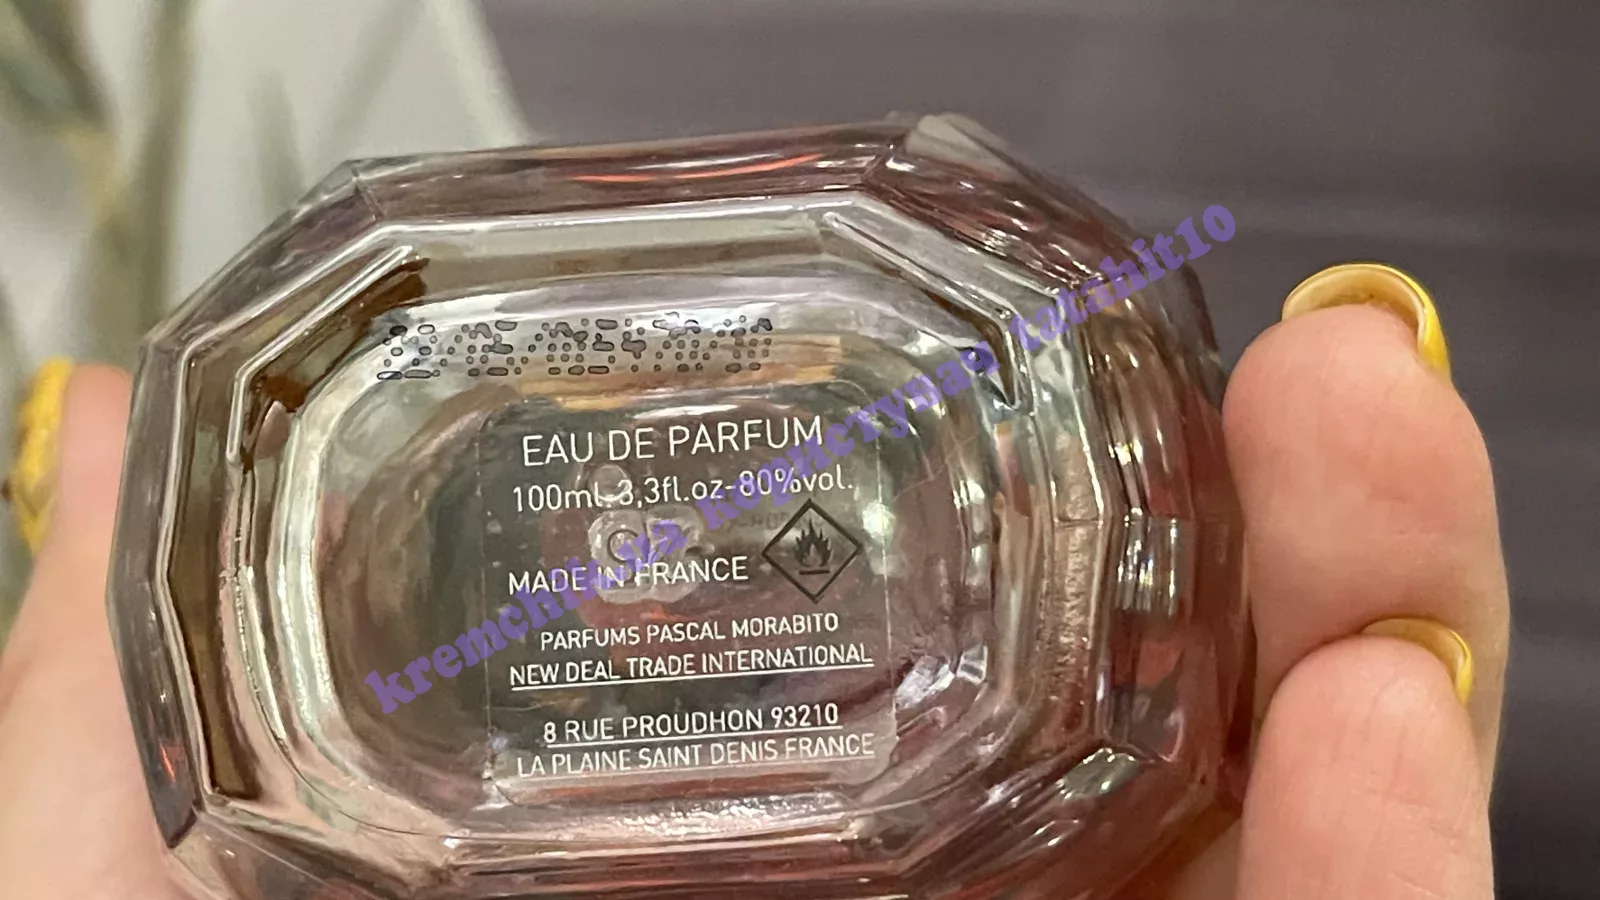 EAU DE PARFUM
100ml-3,3fl.oz-80%vol.
MADE IN FRANCE
PARFUMS PASCAL MORABITO
NEW DEAL TRADE INTERNATIONAL
8 RUE PROUDHON 93210
LA PLAINE SAINT DENIS FRANCE